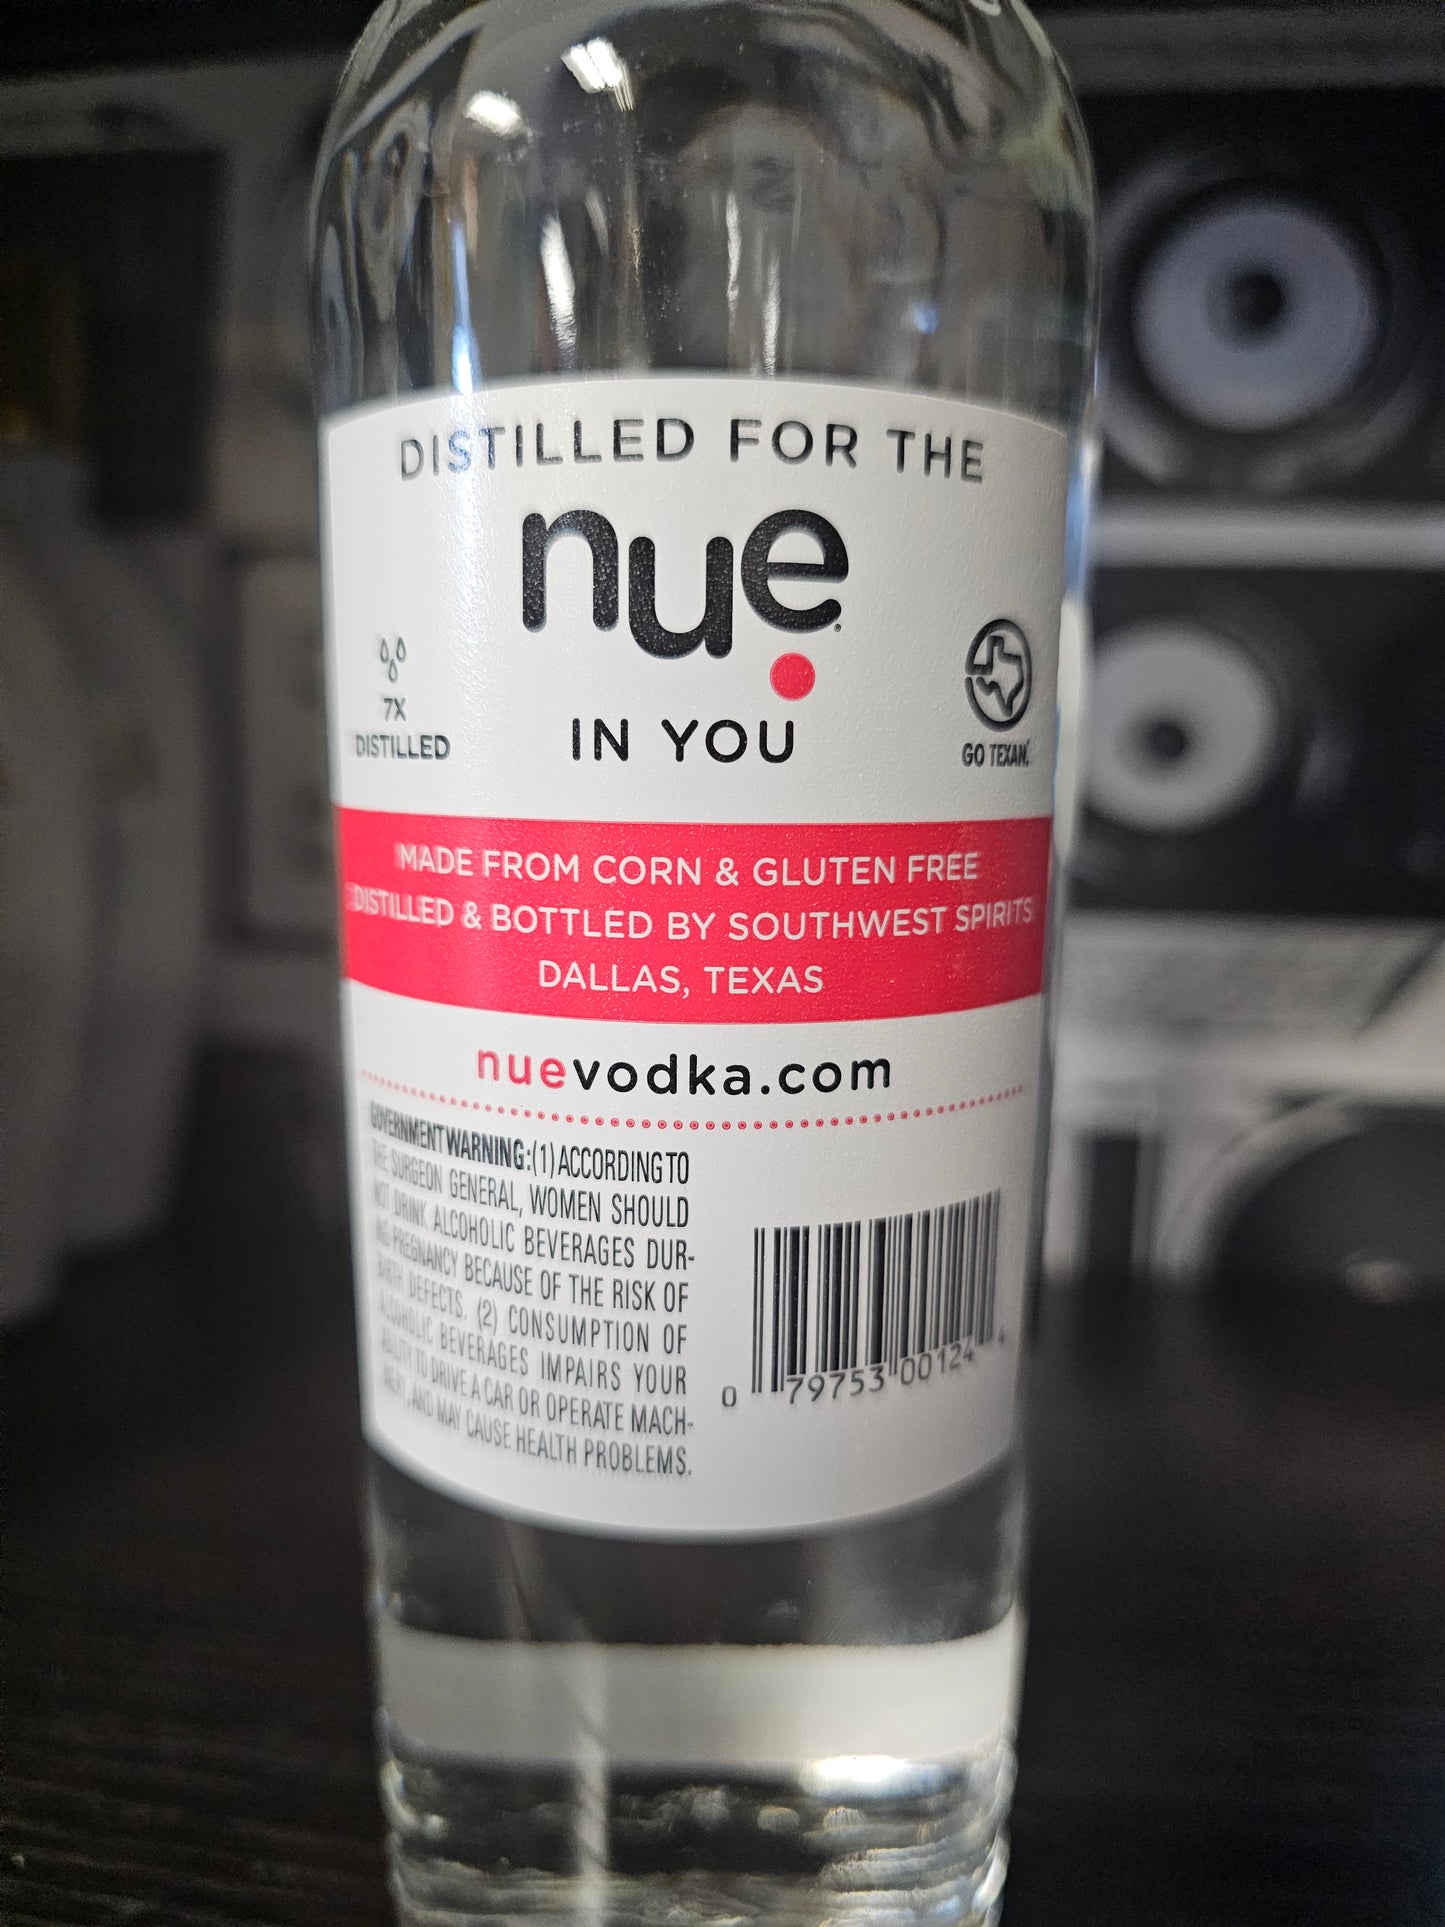 DISTILLED FOR THE
nue
IN YOU
7X
DISTILLED
GO TEXAN.
MADE FROM CORN & GLUTEN FREE
DISTILLED & BOTTLED BY SOUTHWEST SPIRITS
DALLAS, TEXAS
nuevodka.com
GOVERNMENT WARNING: (1) ACCORDING TO
THE SURGEON GENERAL, WOMEN SHOULD
NOT DRINK ALCOHOLIC BEVERAGES DUR-
ING PREGNANCY BECAUSE OF THE RISK OF
BIRTH DEFECTS. (2) CONSUMPTION OF
ALCOHOLIC BEVERAGES IMPAIRS YOUR
ABILITY TO DRIVE A CAR OR OPERATE MACH-
INERY, AND MAY CAUSE HEALTH PROBLEMS.
0 79753 00124 4